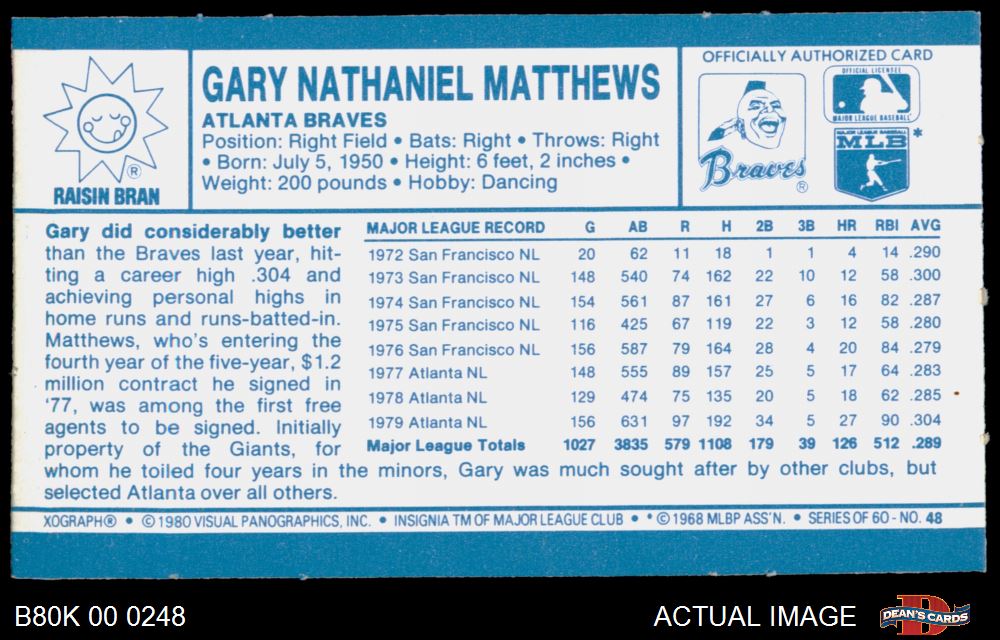 RAISIN BRAN
®
GARY NATHANIEL MATTHEWS
ATLANTA BRAVES
Position: Right Field • Bats: Right • Throws: Right
• Born: July 5, 1950 • Height: 6 feet, 2 inches •
Weight: 200 pounds • Hobby: Dancing
OFFICIALLY AUTHORIZED CARD
Braves ®
OFFICIAL LICENSEE
MAJOR LEAGUE BASEBALL
MAJOR LEAGUE BASEBALL
MLB *
Gary did considerably better
than the Braves last year, hit-
ting a career high .304 and
achieving personal highs in
home runs and runs-batted-in.
Matthews, who's entering the
fourth year of the five-year, $1.2
million contract he signed in
'77, was among the first free
agents to be signed. Initially
property of the Giants, for
whom he toiled four years in the minors, Gary was much sought after by other clubs, but
selected Atlanta over all others.
MAJOR LEAGUE RECORD G AB R H 2B 3B HR RBI AVG
1972 San Francisco NL 20 62 11 18 1 1 4 14 .290
1973 San Francisco NL 148 540 74 162 22 10 12 58 .300
1974 San Francisco NL 154 561 87 161 27 6 16 82 .287
1975 San Francisco NL 116 425 67 119 22 3 12 58 .280
1976 San Francisco NL 156 587 79 164 28 4 20 84 .279
1977 Atlanta NL 148 555 89 157 25 5 17 64 .283
1978 Atlanta NL 129 474 75 135 20 5 18 62 .285
1979 Atlanta NL 156 631 97 192 34 5 27 90 .304
Major League Totals 1027 3835 579 1108 179 39 126 512 .289
XOGRAPH® • ©1980 VISUAL PANOGRAPHICS, INC. • INSIGNIA TM OF MAJOR LEAGUE CLUB • *©1968 MLBP ASS'N. • SERIES OF 60 - NO. 48
B80K 00 0248
ACTUAL IMAGE
DEAN'S CARDS